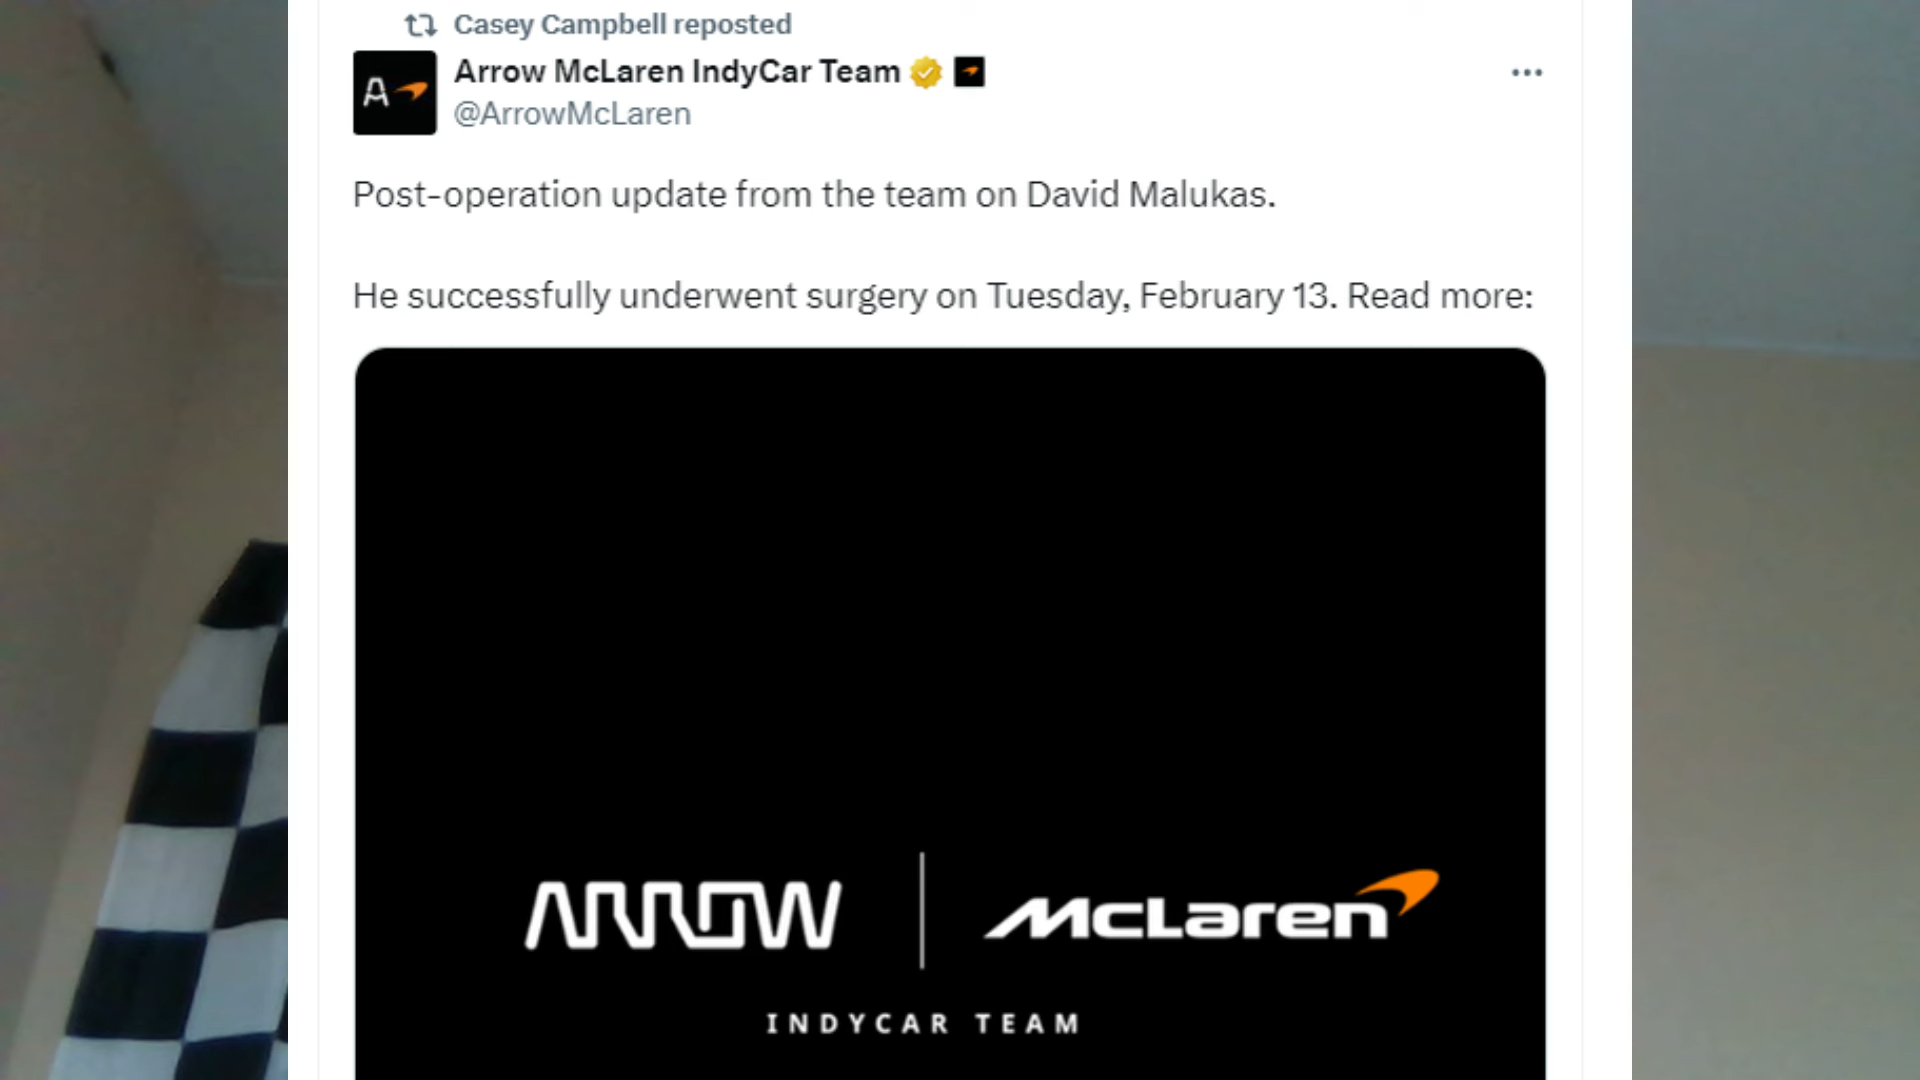 Casey Campbell reposted
Arrow McLaren IndyCar Team
@ArrowMcLaren
Post-operation update from the team on David Malukas.
He successfully underwent surgery on Tuesday, February 13. Read more:
ARROW McLaren
INDYCAR TEAM